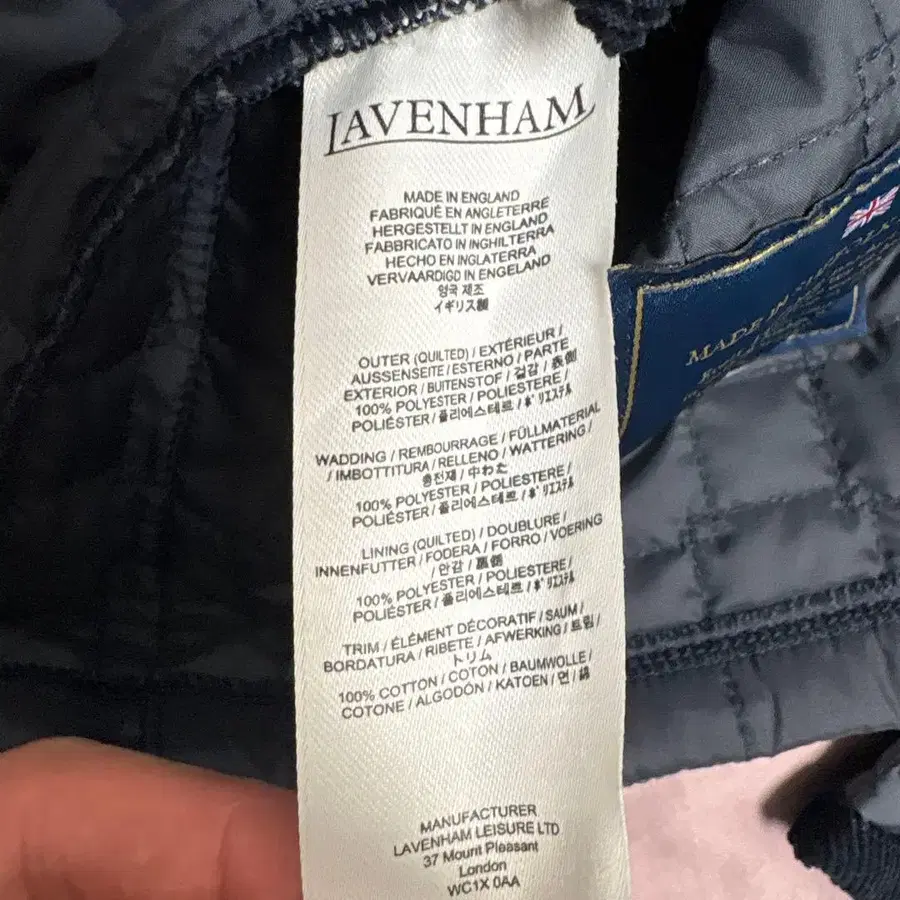 LAVENHAM
MADE IN ENGLAND
FABRIQUÉ EN ANGLETERRE
HERGESTELLT IN ENGLAND
FABBRICATO IN INGHILTERRA
HECHO EN INGLATERRA
VERVAARDIGD IN ENGELAND
영국 제조
イギリス製
OUTER (QUILTED) / EXTÉRIEUR /
AUSSENSEITE / ESTERNO / PARTE
EXTERIOR / BUITENSTOF / 겉감 / 表側
100% POLYESTER / POLIESTERE /
POLIÉSTER / 폴리에스테르 / ﾎﾟﾘｴｽﾃﾙ
WADDING / REMBOURRAGE / FÜLLMATERIAL
/ IMBOTTITURA / RELLENO / WATTERING /
충전재 / 中わた
100% POLYESTER / POLIESTERE /
POLIÉSTER / 폴리에스테르 / ﾎﾟﾘｴｽﾃﾙ
LINING (QUILTED) / DOUBLURE /
INNENFUTTER / FODERA / FORRO / VOERING
/ 안감 / 裏側
100% POLYESTER / POLIESTERE /
POLIÉSTER / 폴리에스테르 / ﾎﾟﾘｴｽﾃﾙ
TRIM / ÉLÉMENT DÉCORATIF / SAUM /
BORDATURA / RIBETE / AFWERKING / 트림 /
トリム
100% COTTON / COTON / BAUMWOLLE /
COTONE / ALGODÓN / KATOEN / 면 / 綿
MANUFACTURER
LAVENHAM LEISURE LTD
37 Mount Pleasant
London
WC1X 0AA
MADE IN